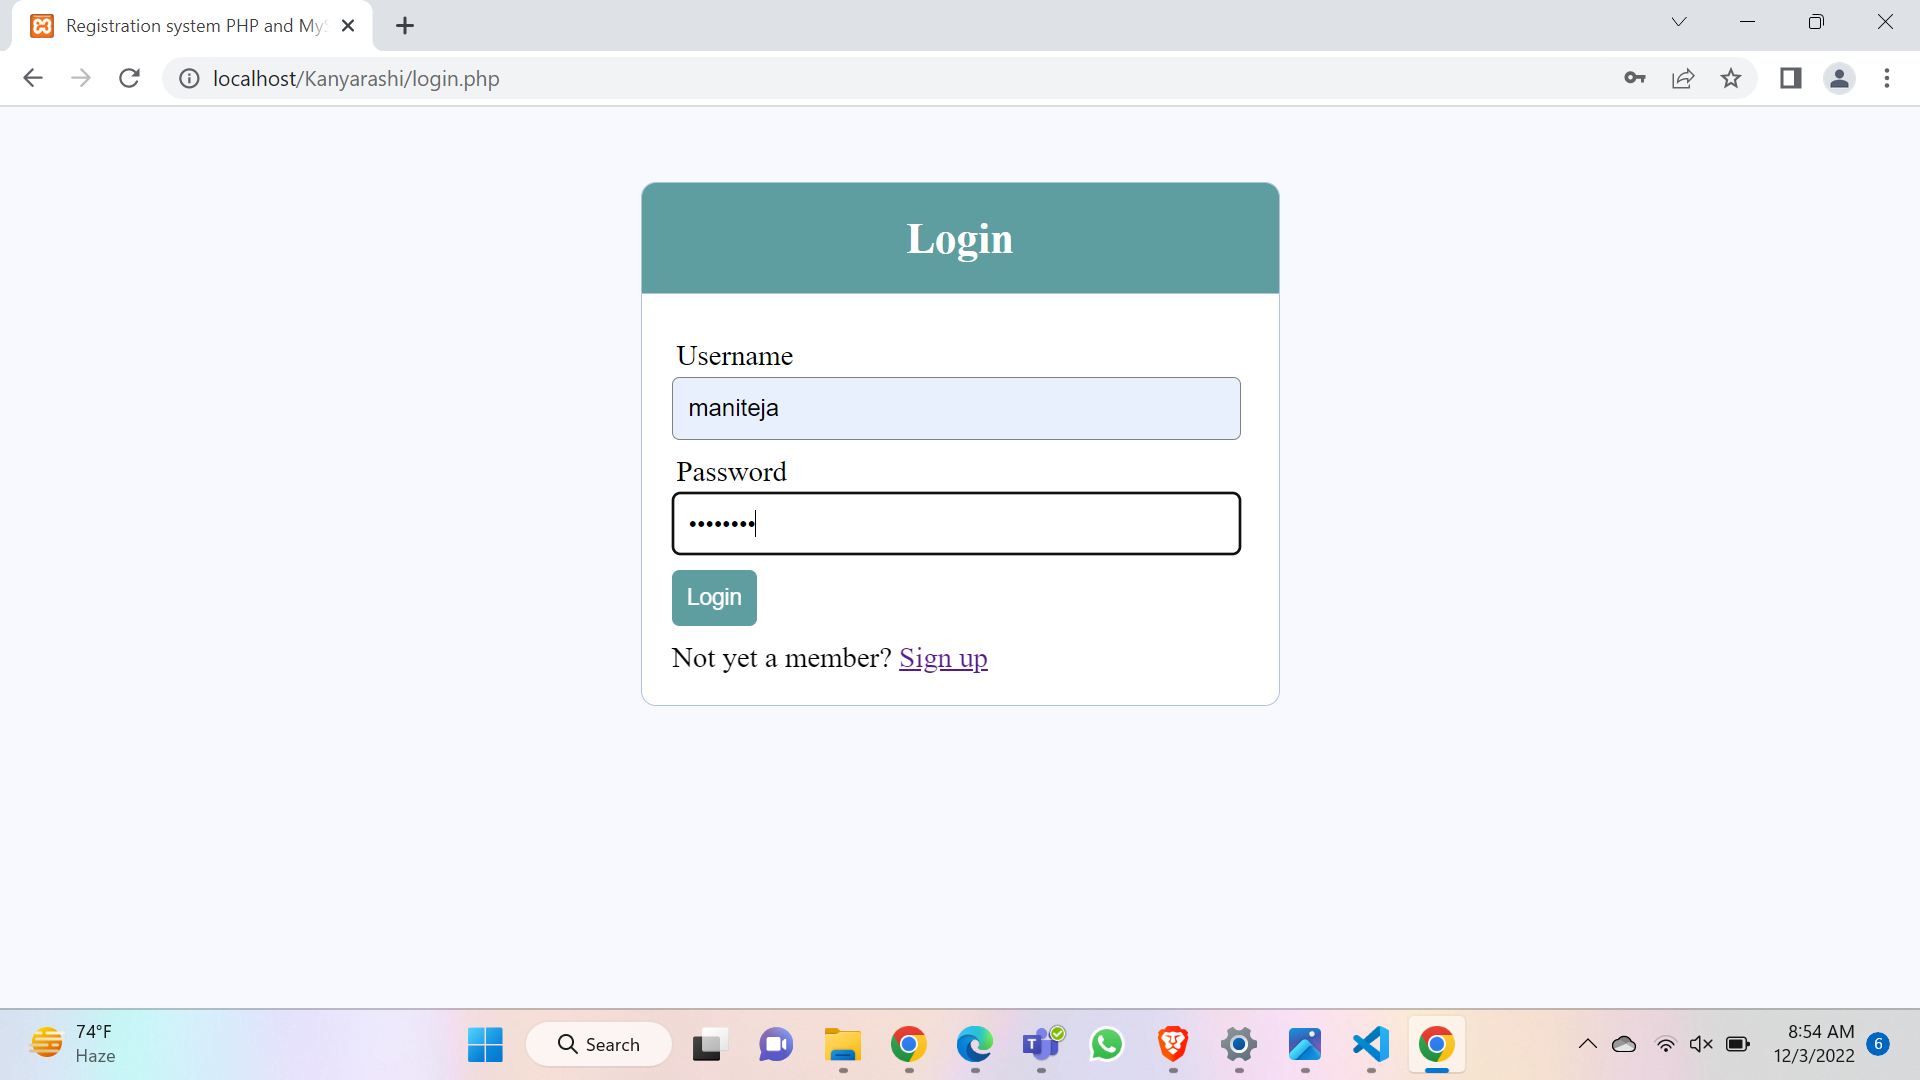 Registration system PHP and My
localhost/Kanyarashi/login.php
Login
Username
maniteja
Password
••••••••
Login
Not yet a member? Sign up
74°F
Haze
Search
8:54 AM
12/3/2022
6